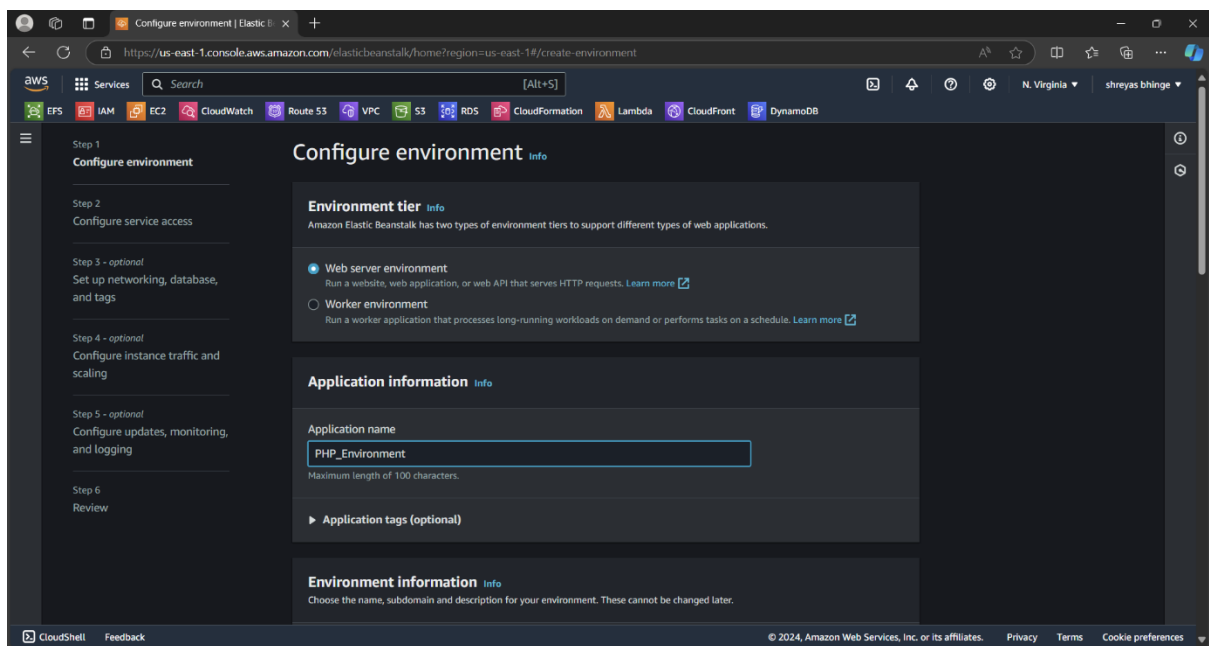 Configure environment | Elastic B
https://us-east-1.console.aws.amazon.com/elasticbeanstalk/home?region=us-east-1#/create-environment
aws Services Search [Alt+S] N. Virginia ▼ shreyas bhinge ▼
EFS IAM EC2 CloudWatch Route 53 VPC S3 RDS CloudFormation Lambda CloudFront DynamoDB
Step 1
Configure environment
Step 2
Configure service access
Step 3 - optional
Set up networking, database,
and tags
Step 4 - optional
Configure instance traffic and
scaling
Step 5 - optional
Configure updates, monitoring,
and logging
Step 6
Review
Configure environment Info
Environment tier Info
Amazon Elastic Beanstalk has two types of environment tiers to support different types of web applications.
Web server environment
Run a website, web application, or web API that serves HTTP requests. Learn more
Worker environment
Run a worker application that processes long-running workloads on demand or performs tasks on a schedule. Learn more
Application information Info
Application name
PHP_Environment
Maximum length of 100 characters.
▶ Application tags (optional)
Environment information Info
Choose the name, subdomain and description for your environment. These cannot be changed later.
CloudShell Feedback © 2024, Amazon Web Services, Inc. or its affiliates. Privacy Terms Cookie preferences